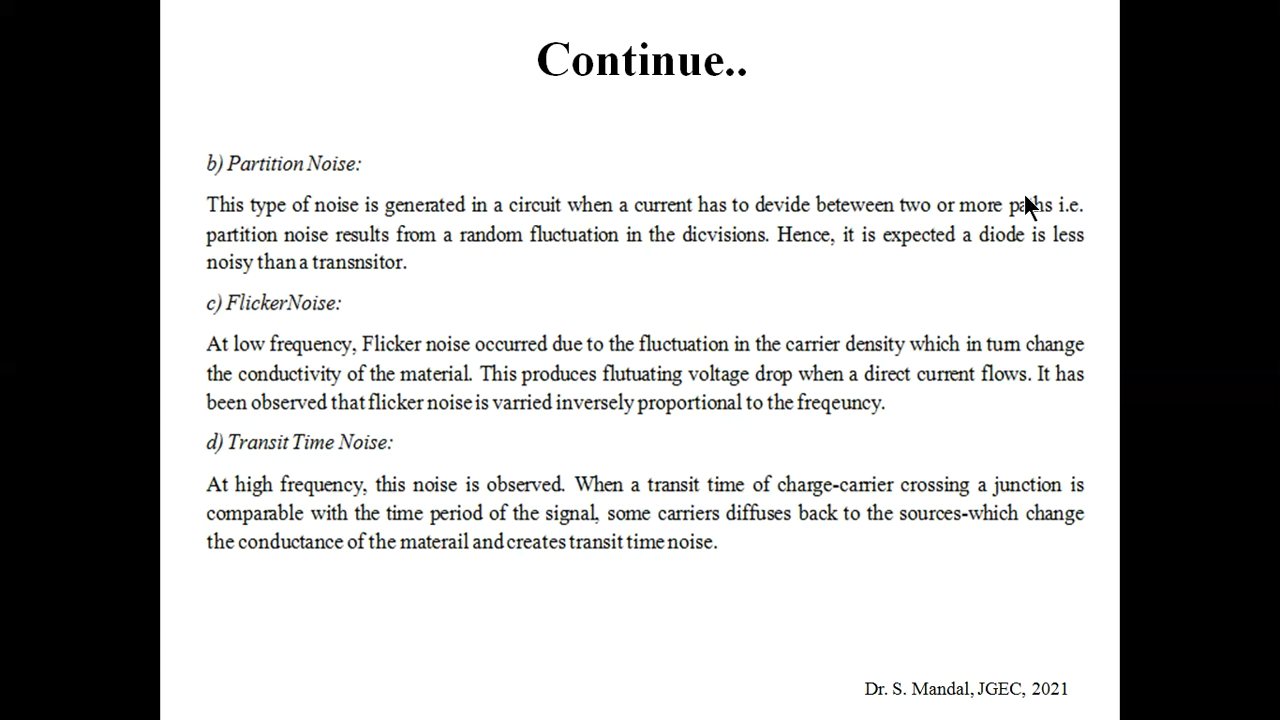 Continue..
b) Partition Noise:
This type of noise is generated in a circuit when a current has to devide beteween two or more paths i.e.
partition noise results from a random fluctuation in the dicvisions. Hence, it is expected a diode is less
noisy than a transnsitor.
c) FlickerNoise:
At low frequency, Flicker noise occurred due to the fluctuation in the carrier density which in turn change
the conductivity of the material. This produces flutuating voltage drop when a direct current flows. It has
been observed that flicker noise is varried inversely proportional to the freqeuncy.
d) Transit Time Noise:
At high frequency, this noise is observed. When a transit time of charge-carrier crossing a junction is
comparable with the time period of the signal, some carriers diffuses back to the sources-which change
the conductance of the materail and creates transit time noise.
Dr. S. Mandal, JGEC, 2021